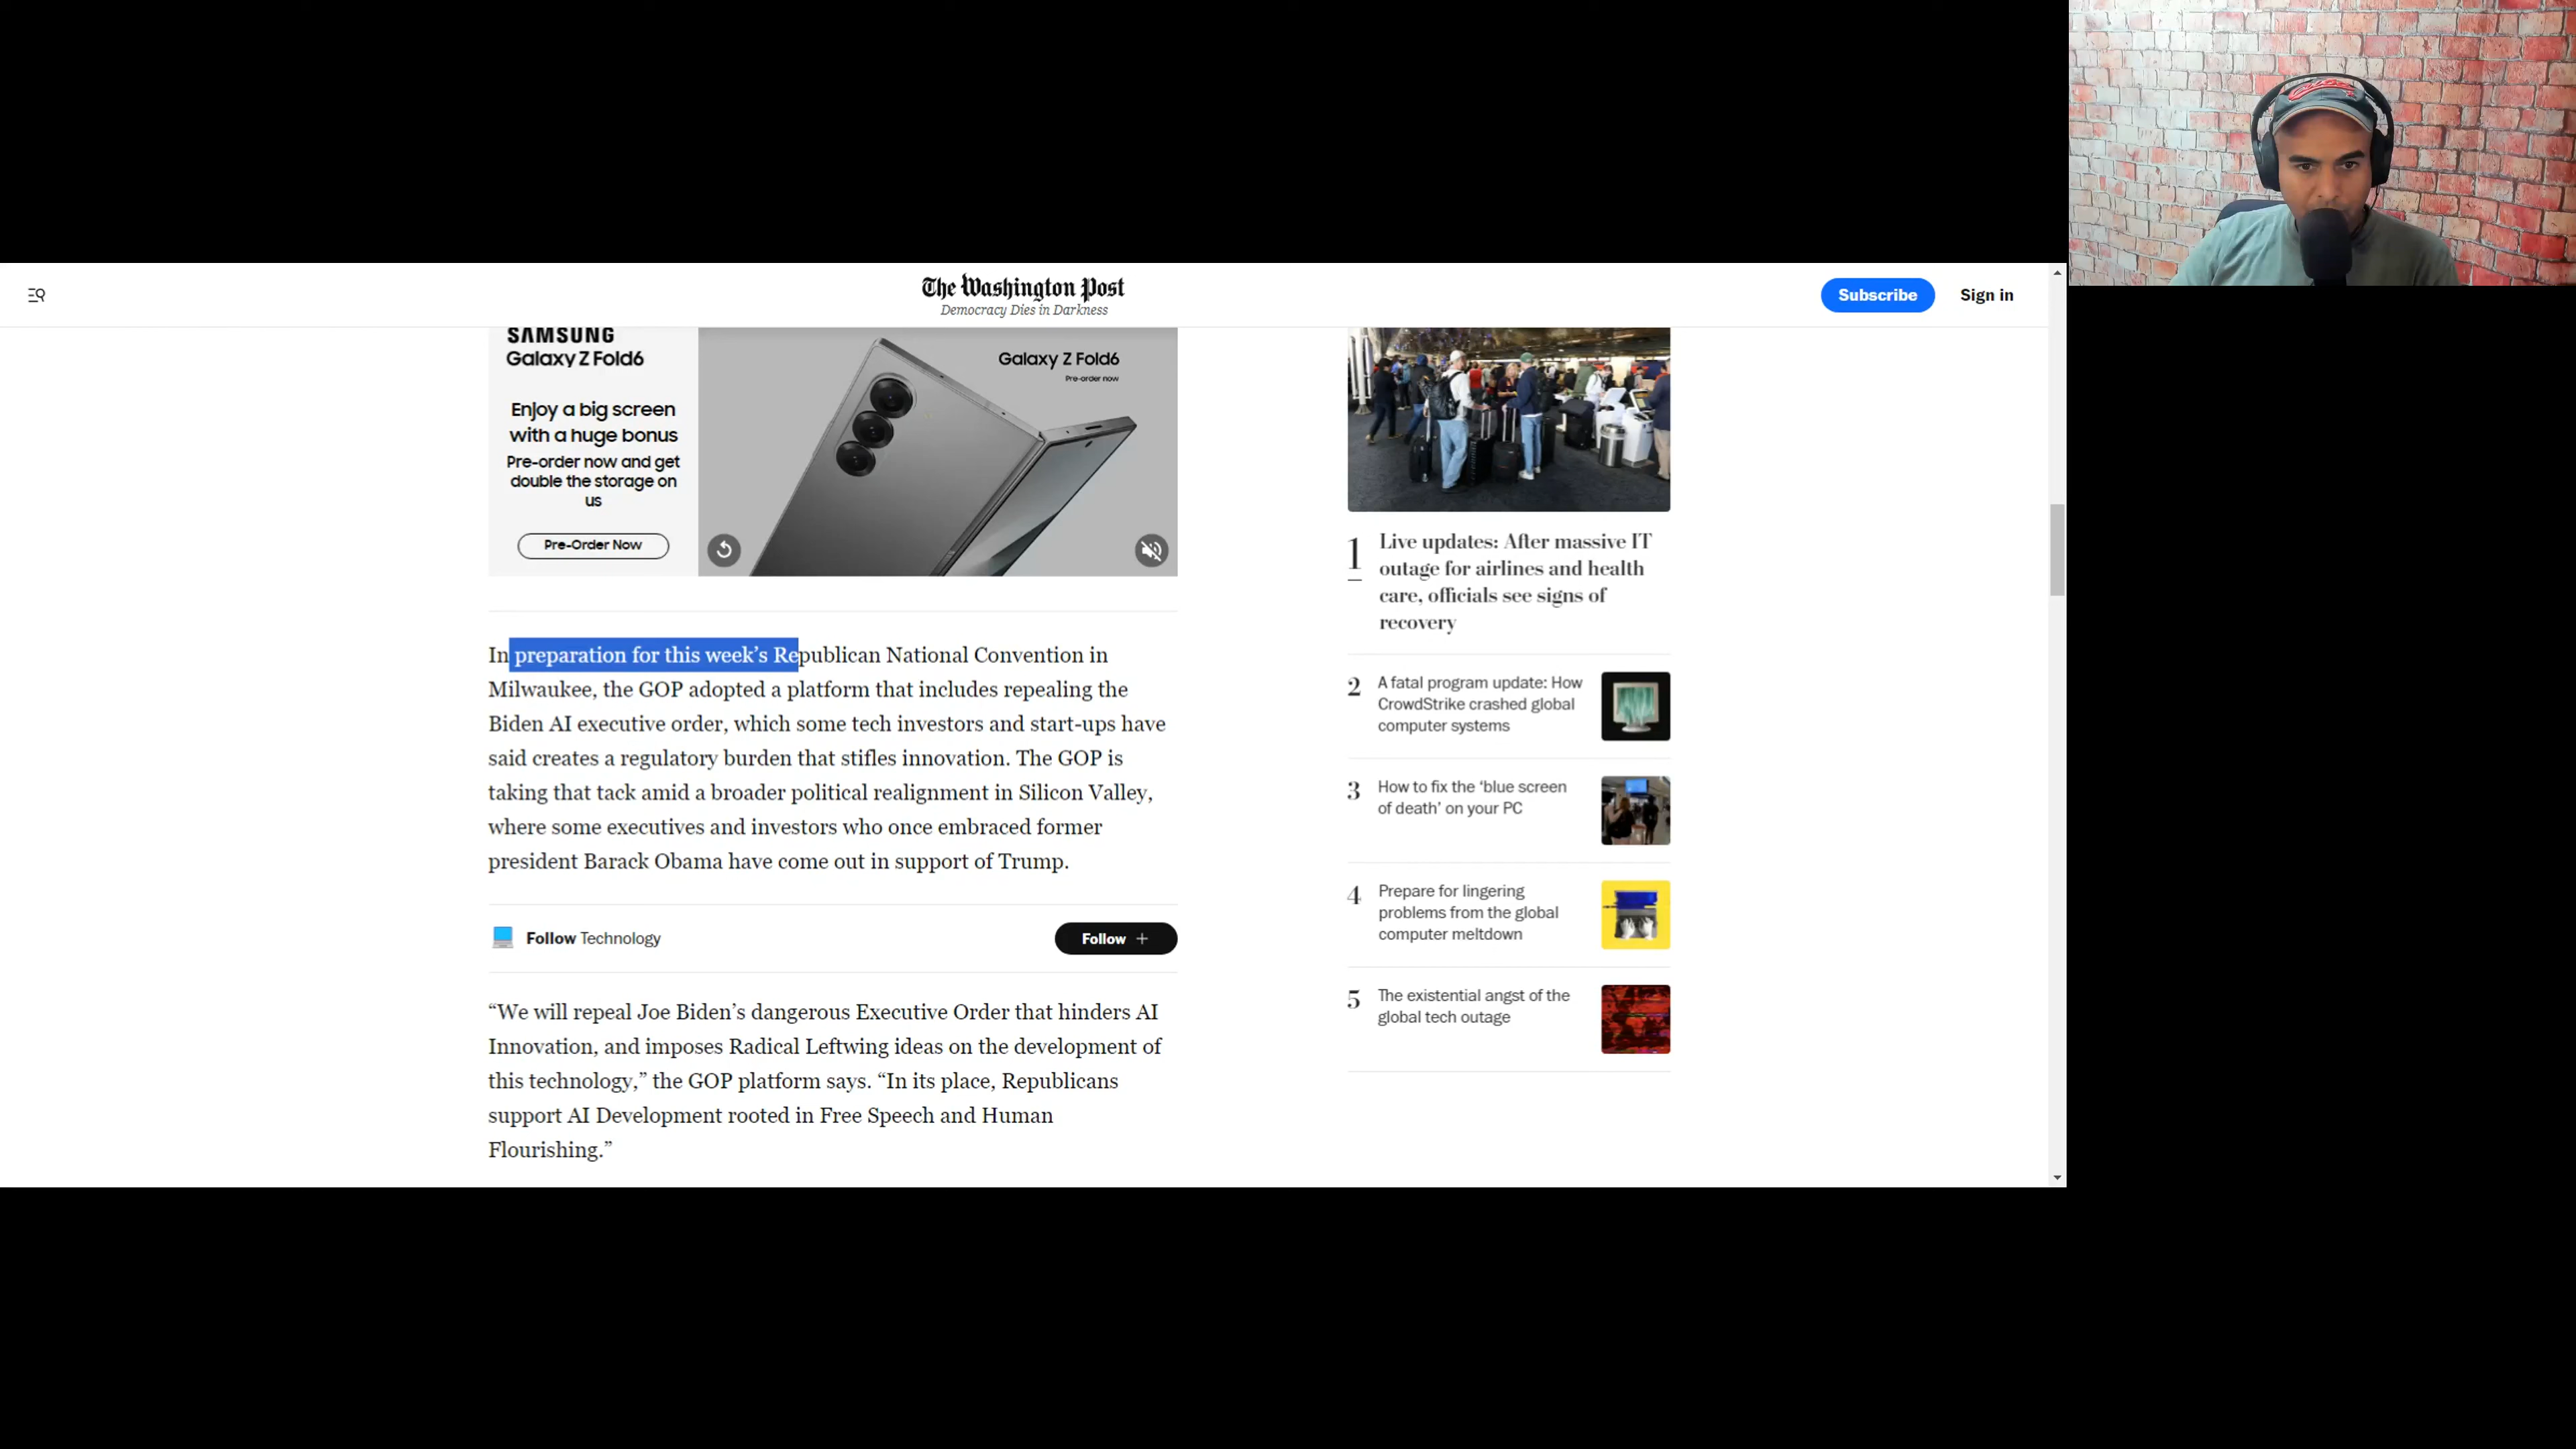 The Washington Post
Democracy Dies in Darkness
Subscribe
Sign in
SAMSUNG
Galaxy Z Fold6
Enjoy a big screen
with a huge bonus
Pre-order now and get
double the storage on
us
Pre-Order Now
Galaxy Z Fold6
Pre-order now
In preparation for this week’s Republican National Convention in
Milwaukee, the GOP adopted a platform that includes repealing the
Biden AI executive order, which some tech investors and start-ups have
said creates a regulatory burden that stifles innovation. The GOP is
taking that tack amid a broader political realignment in Silicon Valley,
where some executives and investors who once embraced former
president Barack Obama have come out in support of Trump.
Follow Technology
Follow +
“We will repeal Joe Biden’s dangerous Executive Order that hinders AI
Innovation, and imposes Radical Leftwing ideas on the development of
this technology,” the GOP platform says. “In its place, Republicans
support AI Development rooted in Free Speech and Human
Flourishing.”
1
Live updates: After massive IT
outage for airlines and health
care, officials see signs of
recovery
2
A fatal program update: How
CrowdStrike crashed global
computer systems
3
How to fix the ‘blue screen
of death’ on your PC
4
Prepare for lingering
problems from the global
computer meltdown
5
The existential angst of the
global tech outage